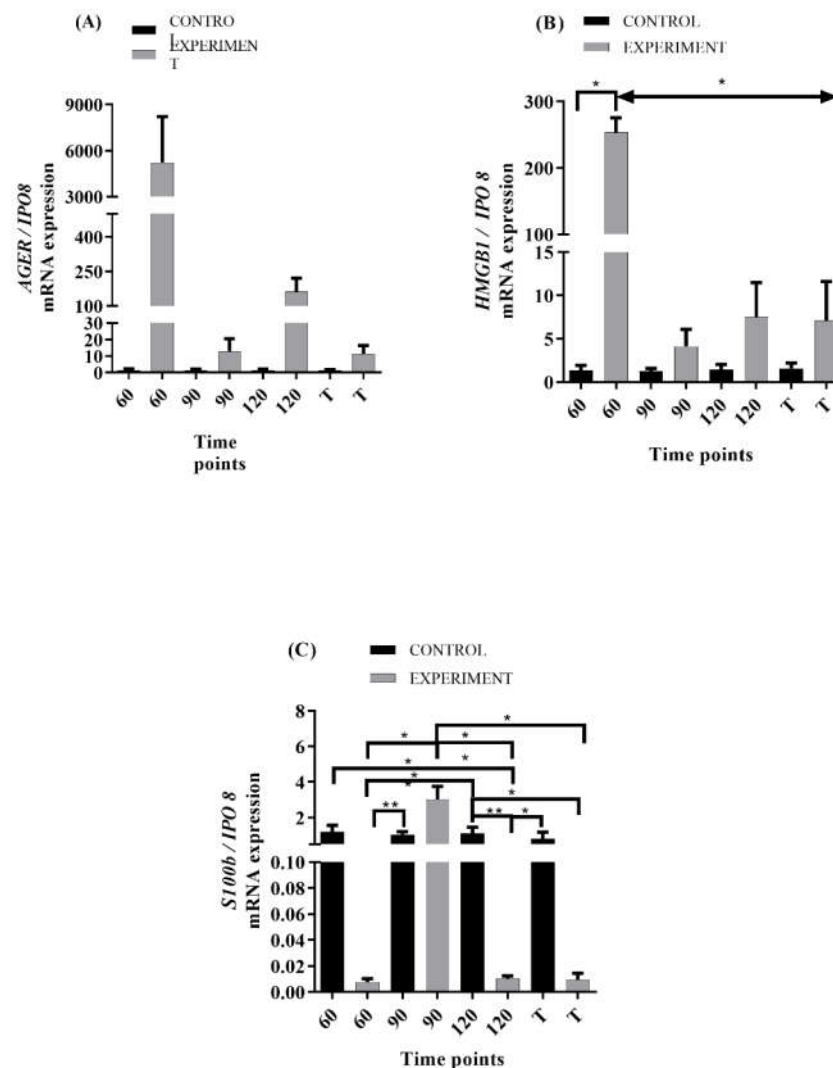 (A)
CONTRO
L
EXPERIMEN
T
AGER / IPO8
mRNA expression
9000
6000
3000
400
250
100
30
20
10
0
60
60
90
90
120
120
T
T
Time
points
(B)
CONTROL
EXPERIMENT
*
*
HMGB1 / IPO 8
mRNA expression
300
200
100
15
10
5
0
60
60
90
90
120
120
T
T
Time points
(C)
CONTROL
EXPERIMENT
S100b / IPO 8
mRNA expression
8
6
4
2
0.10
0.08
0.06
0.04
0.02
0.00
*
*
*
*
*
*
*
**
**
*
60
60
90
90
120
120
T
T
Time points